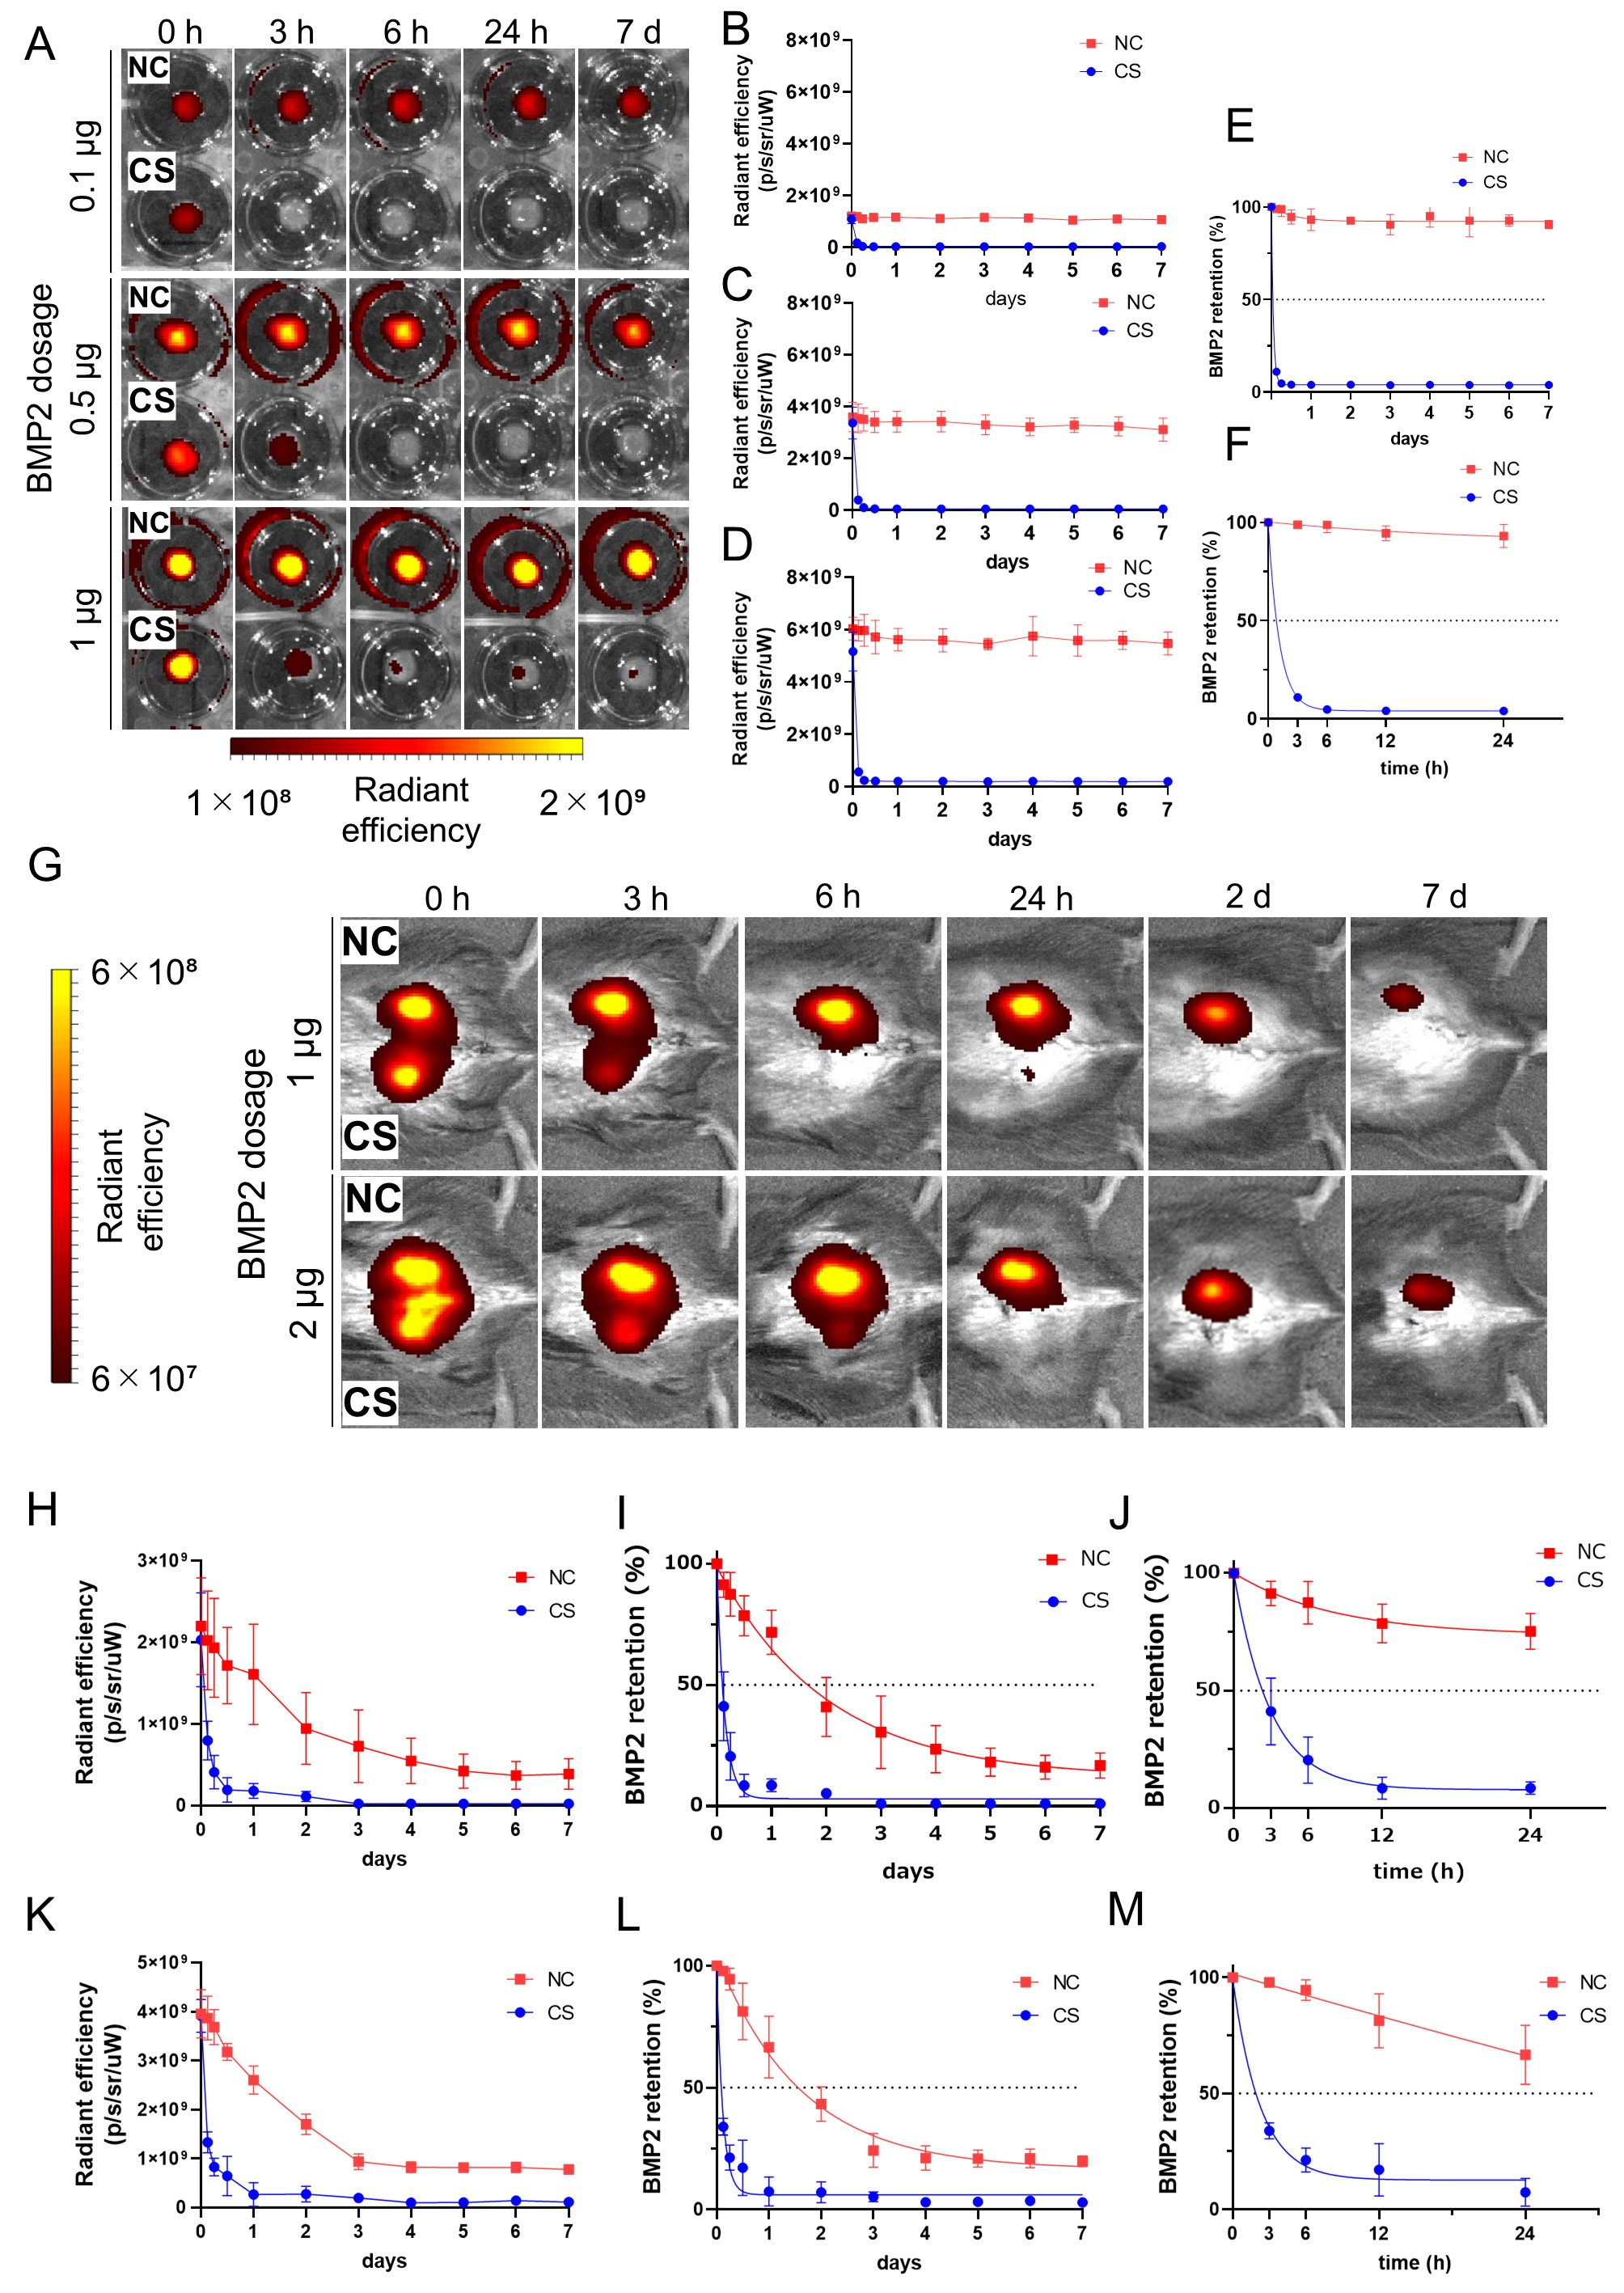 A
0 h 3 h 6 h 24 h 7 d
BMP2 dosage
0.1 µg
NC
CS
0.5 µg
NC
CS
1 µg
NC
CS
1×10⁸ Radiant efficiency 2×10⁹
B
8×10⁹
6×10⁹
4×10⁹
2×10⁹
0
Radiant efficiency
(p/s/sr/uW)
NC
CS
0 1 2 3 4 5 6 7
days
C
8×10⁹
6×10⁹
4×10⁹
2×10⁹
0
Radiant efficiency
(p/s/sr/uW)
NC
CS
0 1 2 3 4 5 6 7
days
D
8×10⁹
6×10⁹
4×10⁹
2×10⁹
0
Radiant efficiency
(p/s/sr/uW)
NC
CS
0 1 2 3 4 5 6 7
days
E
NC
CS
100
50
0
BMP2 retention (%)
1 2 3 4 5 6 7
days
F
NC
CS
100
50
0
BMP2 retention (%)
0 3 6 12 24
time (h)
G
6×10⁸
Radiant
efficiency
6×10⁷
0 h 3 h 6 h 24 h 2 d 7 d
BMP2 dosage
1 µg
NC
CS
2 µg
NC
CS
H
3×10⁹
2×10⁹
1×10⁹
0
Radiant efficiency
(p/s/sr/uW)
NC
CS
0 1 2 3 4 5 6 7
days
I
100
50
0
BMP2 retention (%)
NC
CS
0 1 2 3 4 5 6 7
days
J
100
50
0
BMP2 retention (%)
NC
CS
0 3 6 12 24
time (h)
K
5×10⁹
4×10⁹
3×10⁹
2×10⁹
1×10⁹
0
Radiant efficiency
(p/s/sr/uW)
NC
CS
0 1 2 3 4 5 6 7
days
L
100
50
0
BMP2 retention (%)
NC
CS
0 1 2 3 4 5 6 7
days
M
100
50
0
BMP2 retention (%)
NC
CS
0 3 6 12 24
time (h)